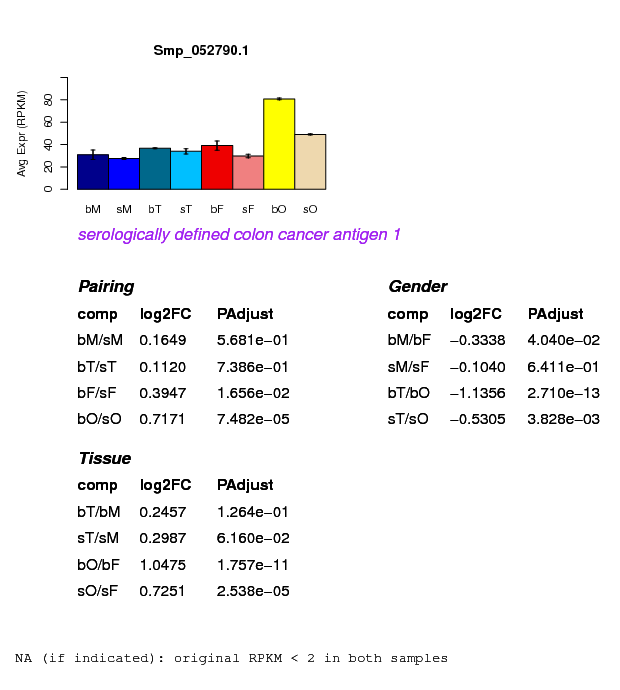 Smp_052790.1
Avg Expr (RPKM)
0 20 40 60 80
bM sM bT sT bF sF bO sO
serologically defined colon cancer antigen 1
Pairing
comp log2FC PAdjust
bM/sM 0.1649 5.681e−01
bT/sT 0.1120 7.386e−01
bF/sF 0.3947 1.656e−02
bO/sO 0.7171 7.482e−05
Gender
comp log2FC PAdjust
bM/bF −0.3338 4.040e−02
sM/sF −0.1040 6.411e−01
bT/bO −1.1356 2.710e−13
sT/sO −0.5305 3.828e−03
Tissue
comp log2FC PAdjust
bT/bM 0.2457 1.264e−01
sT/sM 0.2987 6.160e−02
bO/bF 1.0475 1.757e−11
sO/sF 0.7251 2.538e−05
NA (if indicated): original RPKM < 2 in both samples